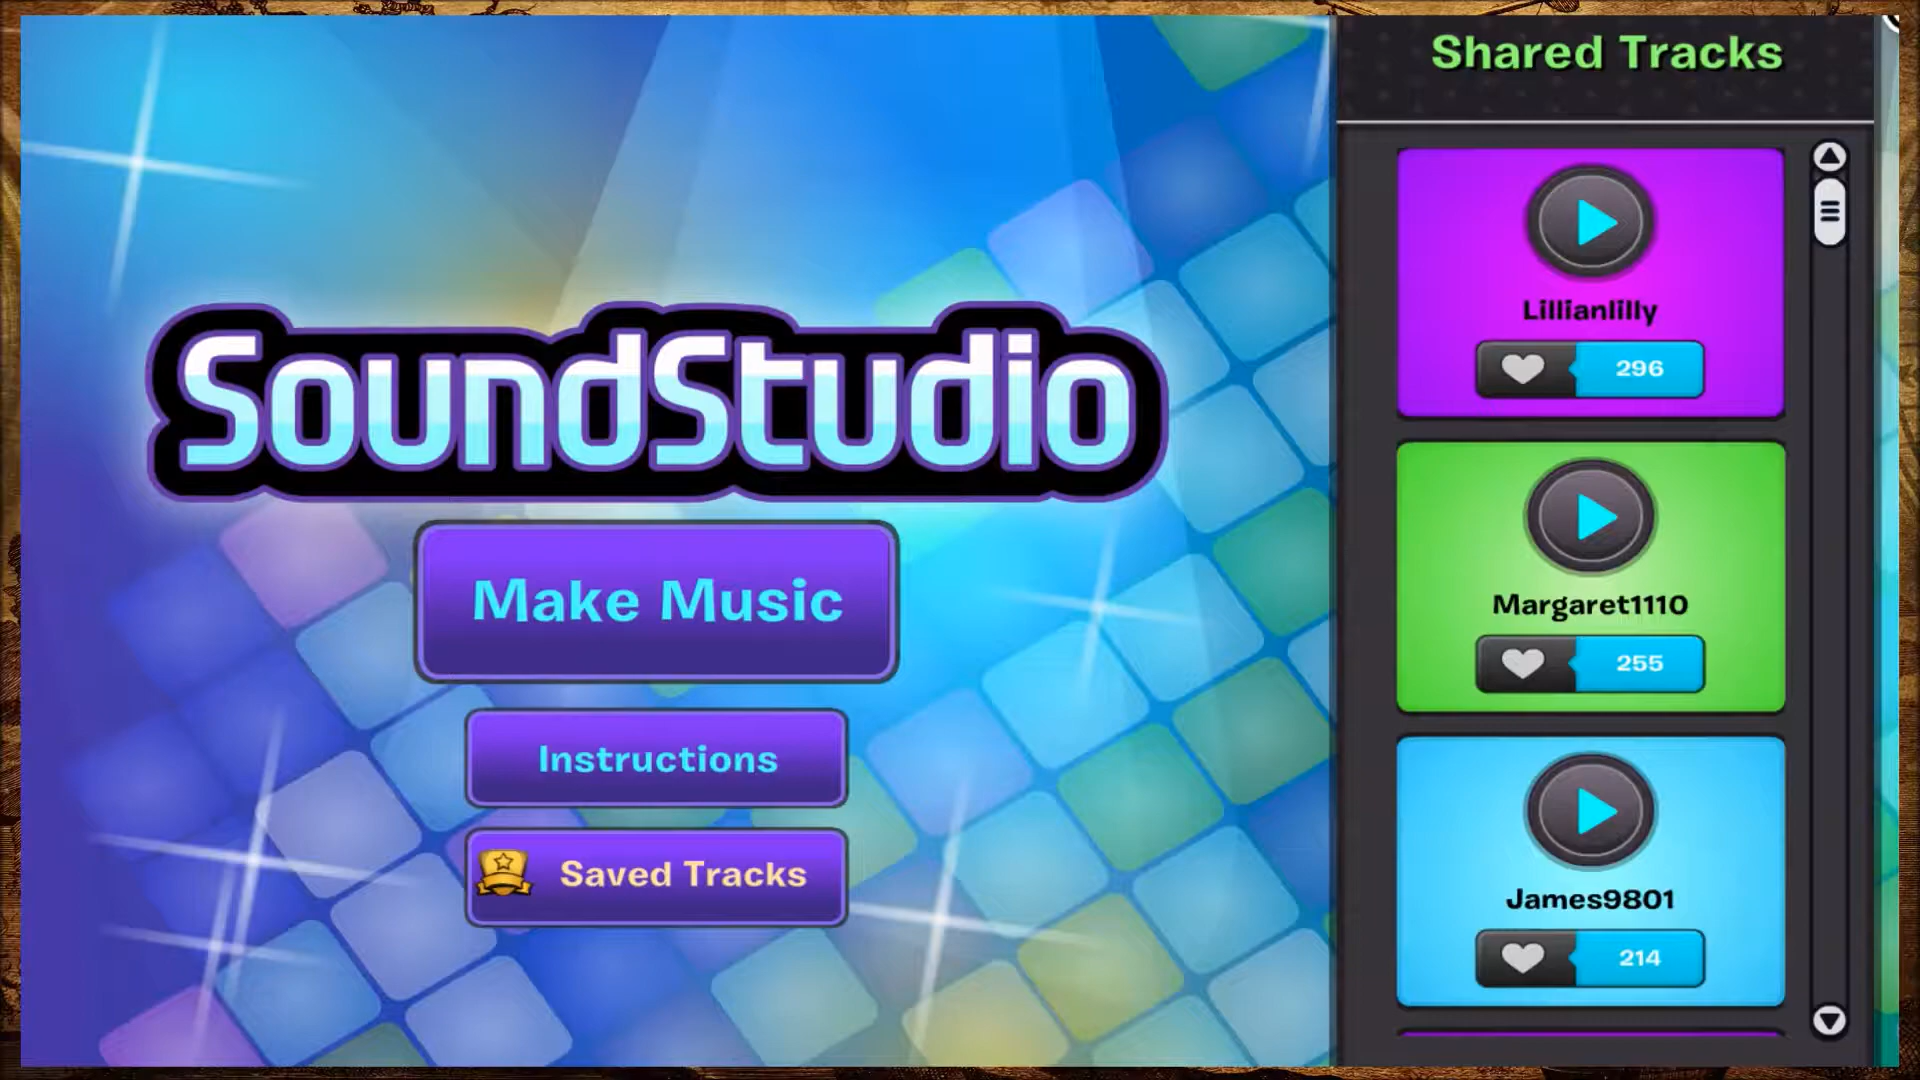 Shared Tracks
SoundStudio
Make Music
Instructions
Saved Tracks
Lillianlilly
296
Margaret1110
255
James9801
214